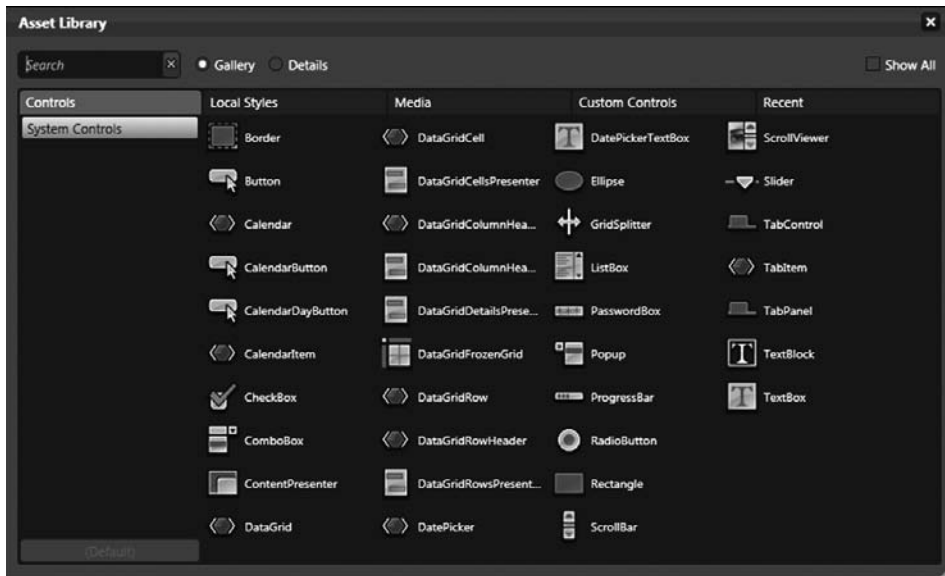 Asset Library
Search
Gallery Details
Show All
Controls Local Styles Media Custom Controls Recent
System Controls
Border DataGridCell DatePickerTextBox ScrollViewer
Button DataGridCellsPresenter Ellipse Slider
Calendar DataGridColumnHea... GridSplitter TabControl
CalendarButton DataGridColumnHea... ListBox TabItem
CalendarDayButton DataGridDetailsPrese... PasswordBox TabPanel
CalendarItem DataGridFrozenGrid Popup TextBlock
CheckBox DataGridRow ProgressBar TextBox
ComboBox DataGridRowHeader RadioButton
ContentPresenter DataGridRowsPresent... Rectangle
DataGrid DatePicker ScrollBar
(Default)